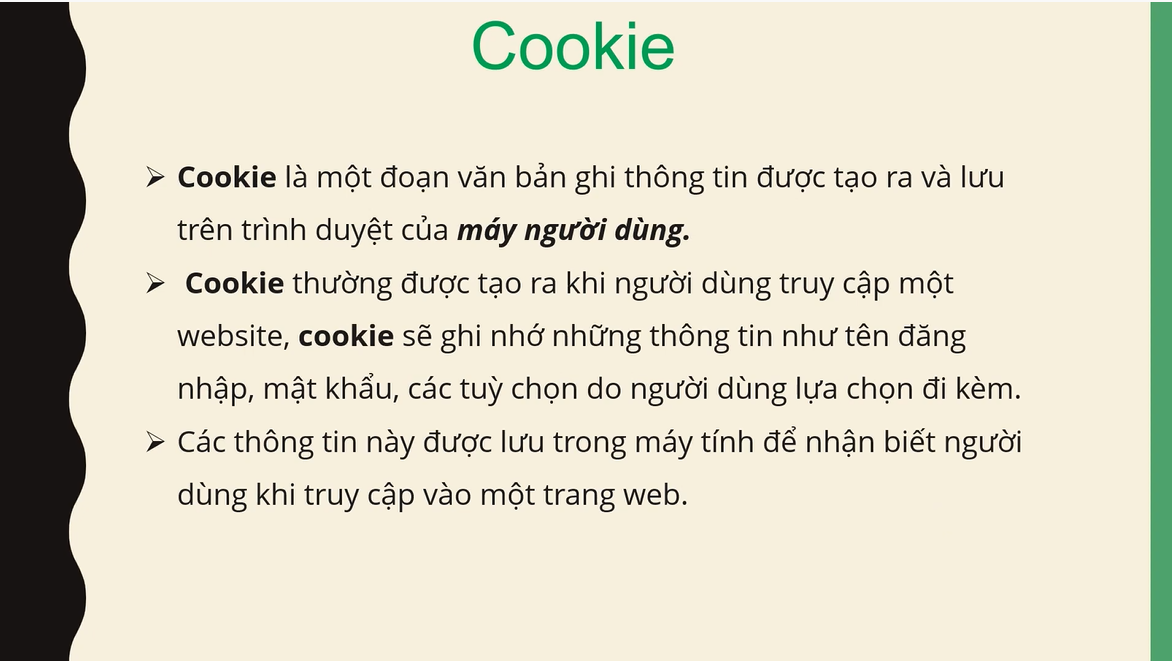 Cookie
➢ Cookie là một đoạn văn bản ghi thông tin được tạo ra và lưu
trên trình duyệt của máy người dùng.
➢ Cookie thường được tạo ra khi người dùng truy cập một
website, cookie sẽ ghi nhớ những thông tin như tên đăng
nhập, mật khẩu, các tuỳ chọn do người dùng lựa chọn đi kèm.
➢ Các thông tin này được lưu trong máy tính để nhận biết người
dùng khi truy cập vào một trang web.